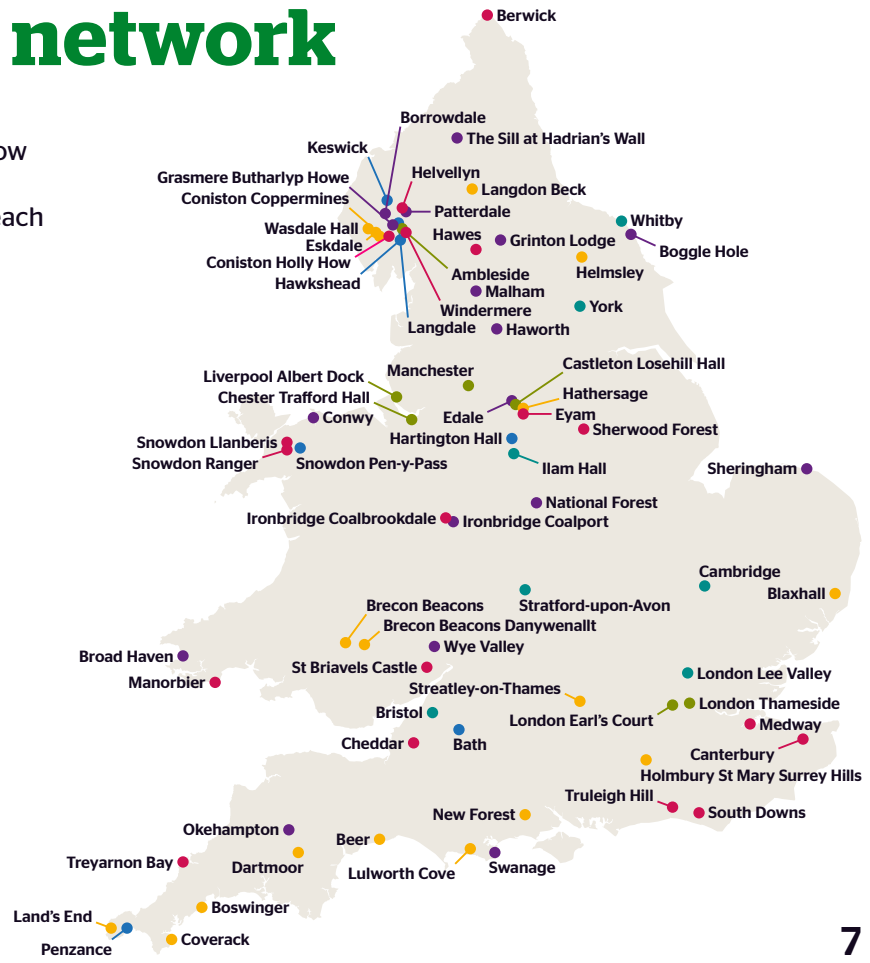 network
Berwick
ow
each
Borrowdale
The Sill at Hadrian's Wall
Keswick
Grasmere Butharlyp Howe
Helvellyn
Coniston Coppermines
Langdon Beck
Patterdale
Wasdale Hall
Eskdale
Hawes
Grinton Lodge
Whitby
Boggle Hole
Coniston Holly How
Helmsley
Hawkshead
Ambleside
Malham
Windermere
York
Langdale
Haworth
Castleton Losehill Hall
Manchester
Liverpool Albert Dock
Chester Trafford Hall
Hathersage
Conwy
Edale
Eyam
Sherwood Forest
Snowdon Llanberis
Hartington Hall
Snowdon Ranger
Snowdon Pen-y-Pass
Ilam Hall
Sheringham
National Forest
Ironbridge Coalbrookdale
Ironbridge Coalport
Cambridge
Blaxhall
Stratford-upon-Avon
Brecon Beacons
Brecon Beacons Danywenallt
Wye Valley
Broad Haven
St Briavels Castle
London Lee Valley
Manorbier
Streatley-on-Thames
London Thameside
Bristol
London Earl's Court
Medway
Cheddar
Bath
Canterbury
Holmbury St Mary Surrey Hills
Truleigh Hill
South Downs
New Forest
Okehampton
Beer
Treyarnon Bay
Dartmoor
Lulworth Cove
Swanage
Land's End
Boswinger
Penzance
Coverack
7